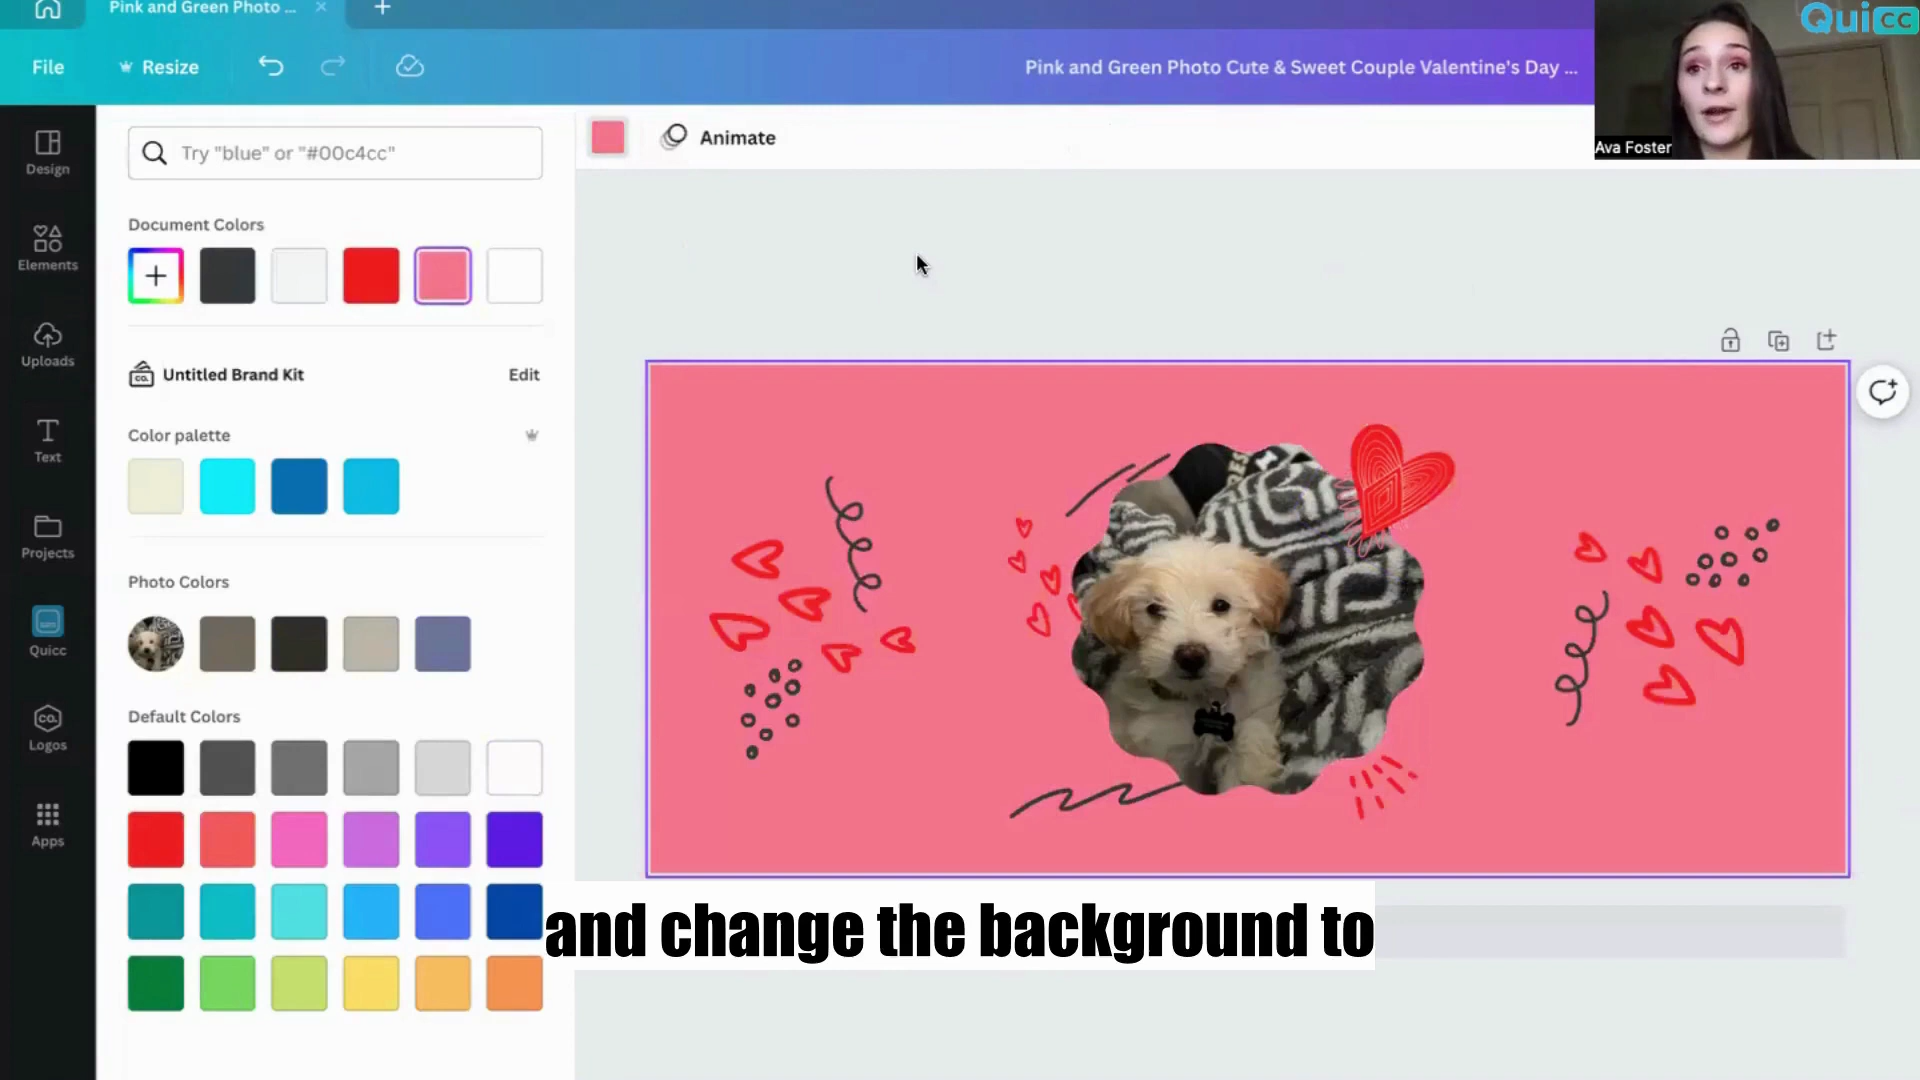 Pink and Green Photo ...
Quicc
File
Resize
Pink and Green Photo Cute & Sweet Couple Valentine's Day ...
Ava Foster
Design
Elements
Uploads
Text
Projects
Quicc
Logos
Apps
Try "blue" or "#00c4cc"
Animate
Document Colors
CO.
Untitled Brand Kit
Edit
Color palette
Photo Colors
Default Colors
CO.
and change the background to